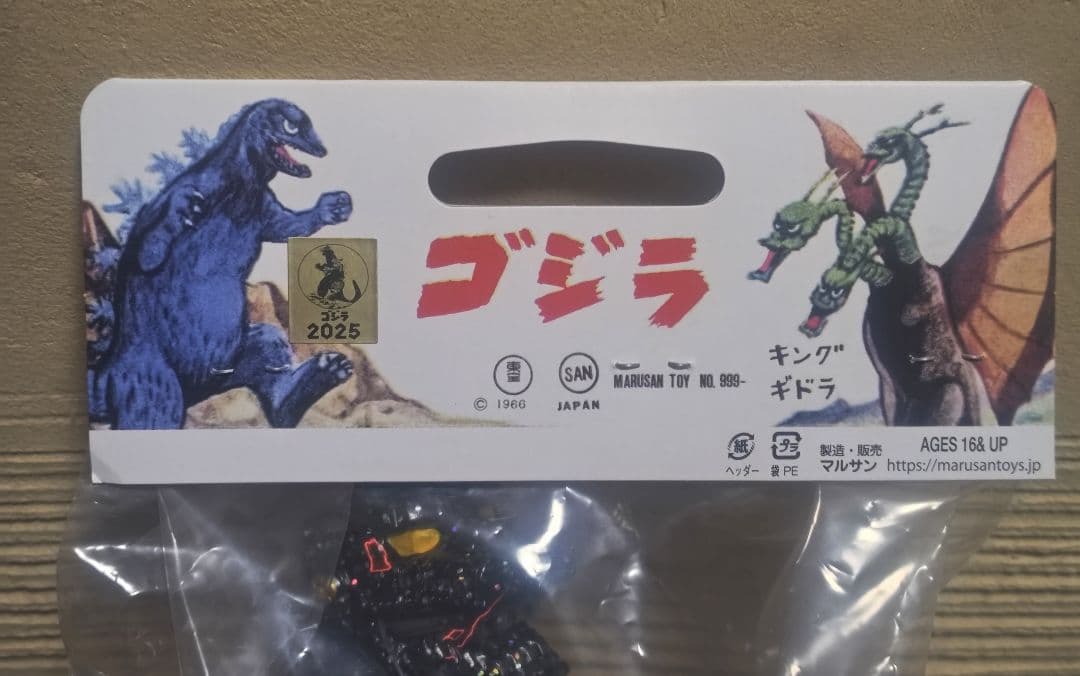 ゴジラ
ゴジラ
2025
東宝
© 1966
SAN
JAPAN
MARUSAN TOY NO. 999-
キング
ギドラ
紙
ヘッダー
プラ
袋 PE
製造・販売
マルサン
AGES 16& UP
https://marusantoys.jp